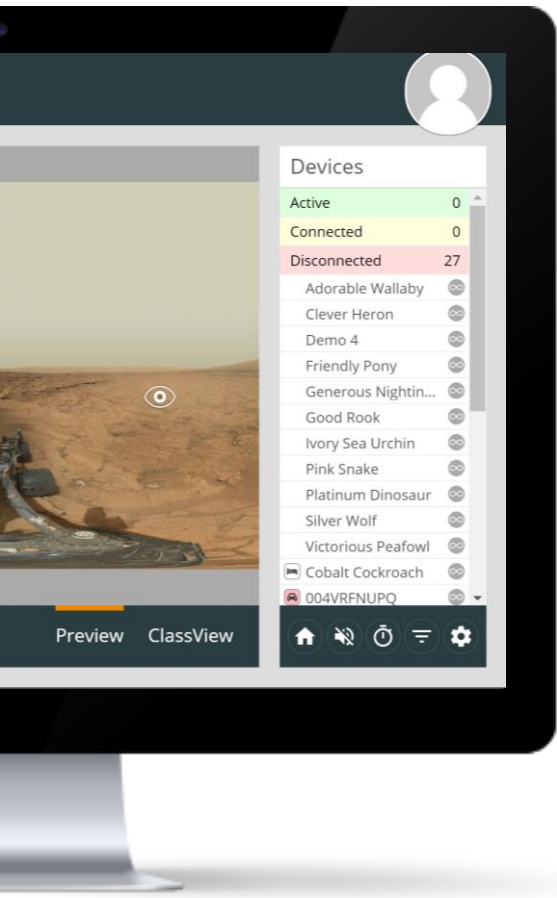 Devices
Active 0
Connected 0
Disconnected 27
Adorable Wallaby
Clever Heron
Demo 4
Friendly Pony
Generous Nightin...
Good Rook
Ivory Sea Urchin
Pink Snake
Platinum Dinosaur
Silver Wolf
Victorious Peafowl
Cobalt Cockroach
004VRFNUPQ
Preview ClassView